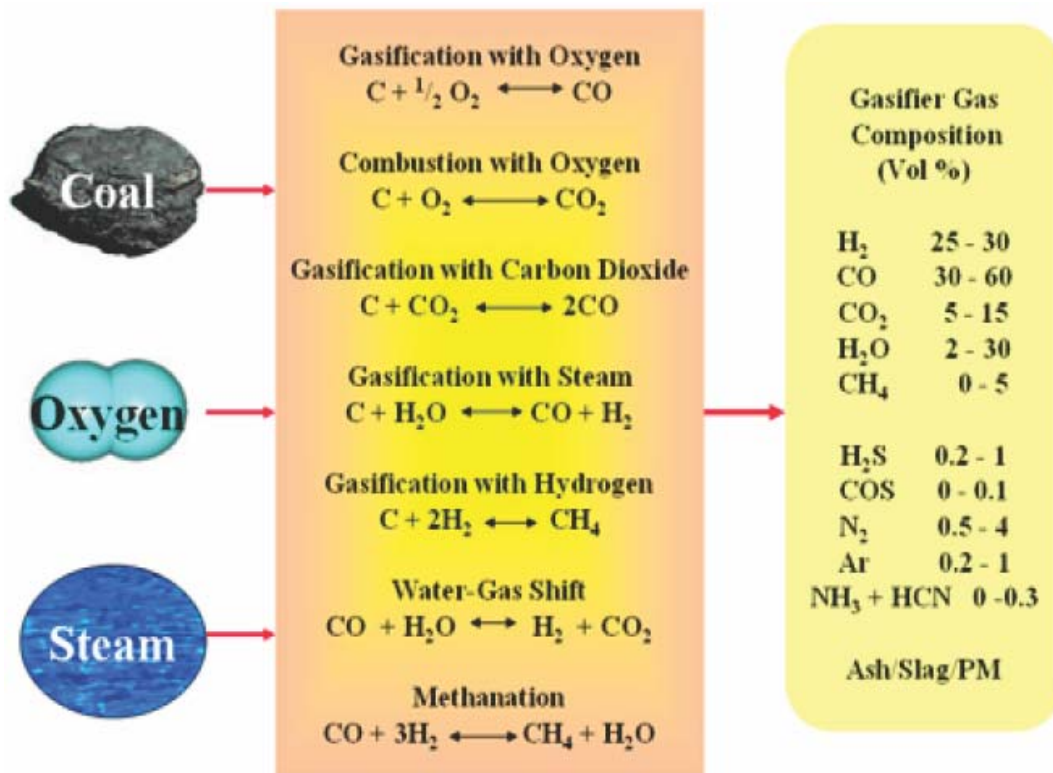 Coal
Oxygen
Steam
Gasification with Oxygen
C + ¹/₂ O₂ ⟷ CO
Combustion with Oxygen
C + O₂ ⟷ CO₂
Gasification with Carbon Dioxide
C + CO₂ ⟷ 2CO
Gasification with Steam
C + H₂O ⟷ CO + H₂
Gasification with Hydrogen
C + 2H₂ ⟷ CH₄
Water-Gas Shift
CO + H₂O ⟷ H₂ + CO₂
Methanation
CO + 3H₂ ⟷ CH₄ + H₂O
Gasifier Gas
Composition
(Vol %)
H₂ 25 - 30
CO 30 - 60
CO₂ 5 - 15
H₂O 2 - 30
CH₄ 0 - 5
H₂S 0.2 - 1
COS 0 - 0.1
N₂ 0.5 - 4
Ar 0.2 - 1
NH₃ + HCN 0 -0.3
Ash/Slag/PM